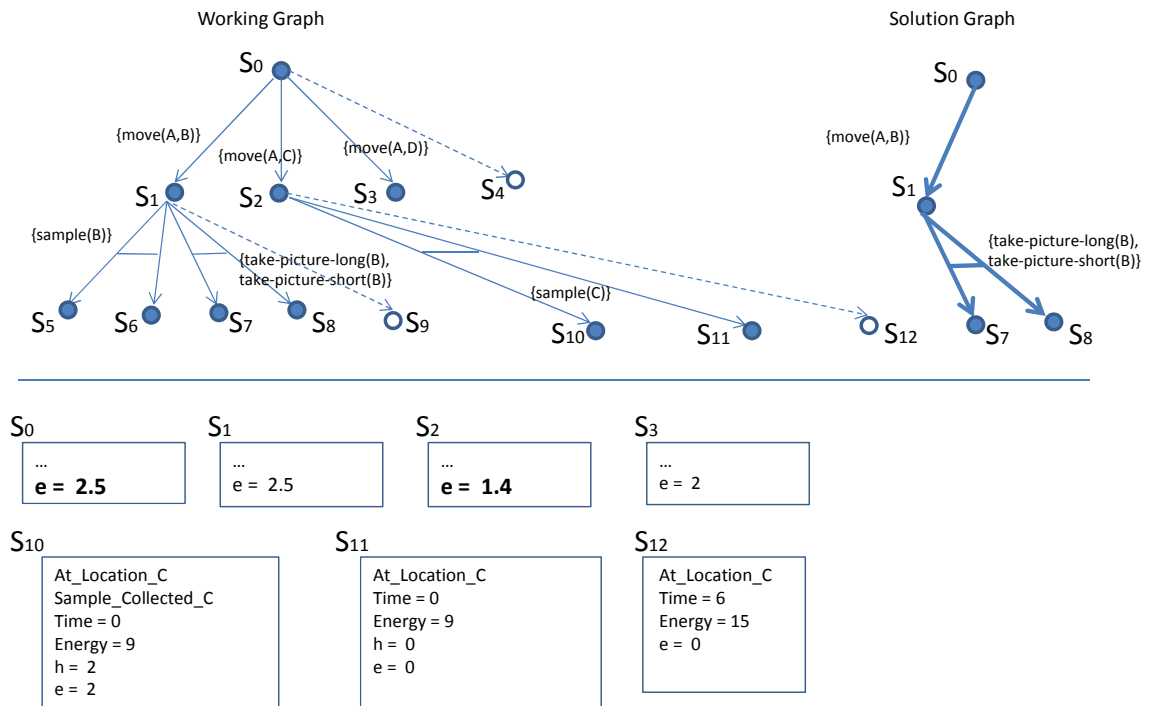 Working Graph
Solution Graph
S0
S0
{move(A,B)}
{move(A,C)}
{move(A,D)}
{move(A,B)}
S1
S2
S3
S4
S1
{sample(B)}
{take-picture-long(B),
take-picture-short(B)}
{sample(C)}
{take-picture-long(B),
take-picture-short(B)}
S5
S6
S7
S8
S9
S10
S11
S12
S7
S8
S0
...
e = 2.5
S1
...
e = 2.5
S2
...
e = 1.4
S3
...
e = 2
S10
At_Location_C
Sample_Collected_C
Time = 0
Energy = 9
h = 2
e = 2
S11
At_Location_C
Time = 0
Energy = 9
h = 0
e = 0
S12
At_Location_C
Time = 6
Energy = 15
e = 0